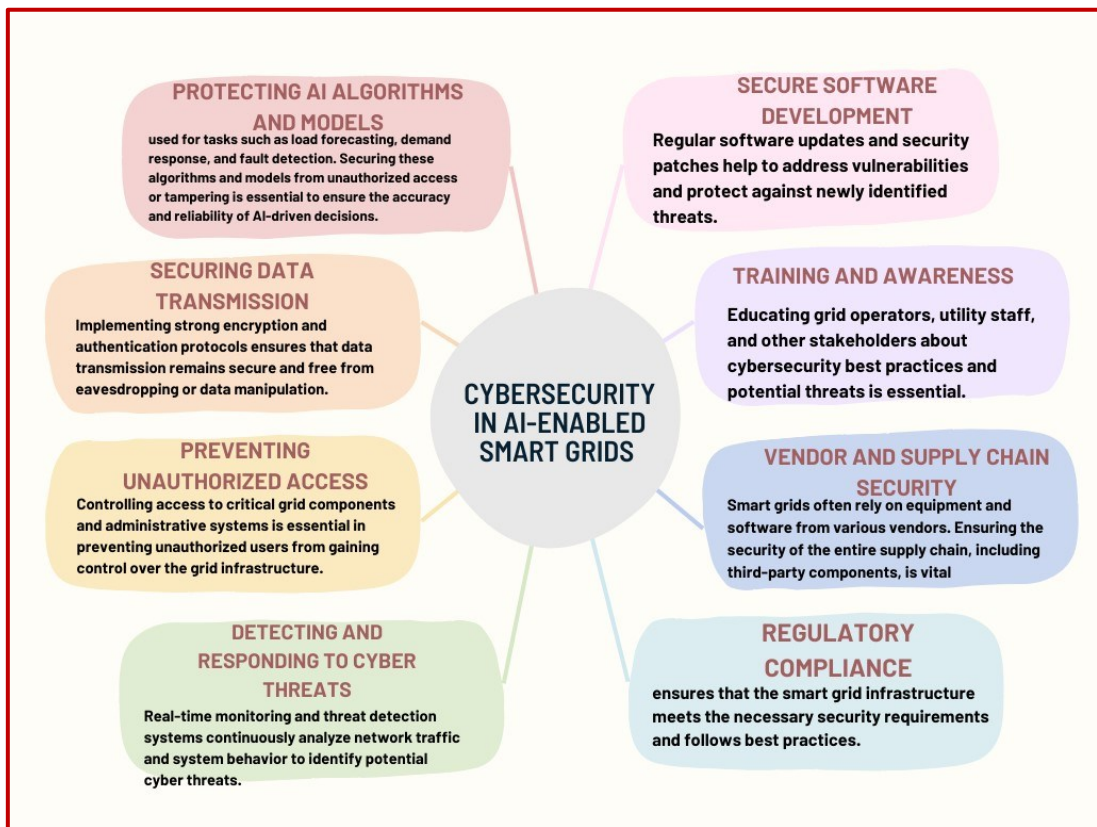 PROTECTING AI ALGORITHMS
AND MODELS
used for tasks such as load forecasting, demand
response, and fault detection. Securing these
algorithms and models from unauthorized access
or tampering is essential to ensure the accuracy
and reliability of AI-driven decisions.
SECURING DATA
TRANSMISSION
Implementing strong encryption and
authentication protocols ensures that data
transmission remains secure and free from
eavesdropping or data manipulation.
PREVENTING
UNAUTHORIZED ACCESS
Controlling access to critical grid components
and administrative systems is essential in
preventing unauthorized users from gaining
control over the grid infrastructure.
DETECTING AND
RESPONDING TO CYBER
THREATS
Real-time monitoring and threat detection
systems continuously analyze network traffic
and system behavior to identify potential
cyber threats.
CYBERSECURITY
IN AI-ENABLED
SMART GRIDS
SECURE SOFTWARE
DEVELOPMENT
Regular software updates and security
patches help to address vulnerabilities
and protect against newly identified
threats.
TRAINING AND AWARENESS
Educating grid operators, utility staff,
and other stakeholders about
cybersecurity best practices and
potential threats is essential.
VENDOR AND SUPPLY CHAIN
SECURITY
Smart grids often rely on equipment and
software from various vendors. Ensuring the
security of the entire supply chain, including
third-party components, is vital
REGULATORY
COMPLIANCE
ensures that the smart grid infrastructure
meets the necessary security requirements
and follows best practices.